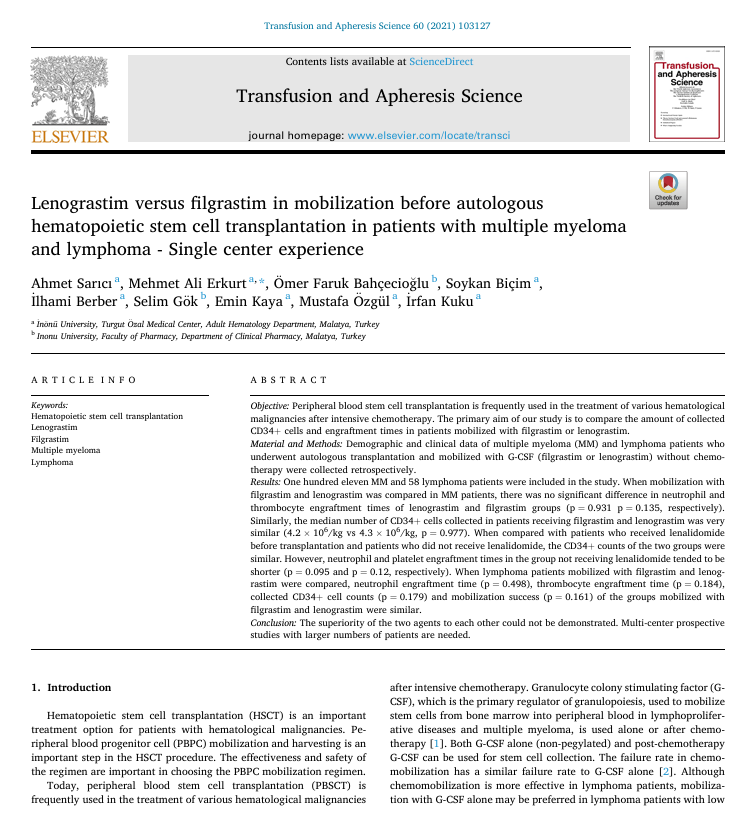 Transfusion and Apheresis Science 60 (2021) 103127
Contents lists available at ScienceDirect
Transfusion and Apheresis Science
journal homepage: www.elsevier.com/locate/transci
ELSEVIER
Transfusion
and Apheresis
Science
Check for
updates
Lenograstim versus filgrastim in mobilization before autologous
hematopoietic stem cell transplantation in patients with multiple myeloma
and lymphoma - Single center experience
Ahmet Sarıcı a, Mehmet Ali Erkurt a,*, Ömer Faruk Bahçecioğlu b, Soykan Biçim a,
İlhami Berber a, Selim Gök b, Emin Kaya a, Mustafa Özgül a, İrfan Kuku a
a İnönü University, Turgut Özal Medical Center, Adult Hematology Department, Malatya, Turkey
b Inonu University, Faculty of Pharmacy, Department of Clinical Pharmacy, Malatya, Turkey
ARTICLE INFO
Keywords:
Hematopoietic stem cell transplantation
Lenograstim
Filgrastim
Multiple myeloma
Lymphoma
ABSTRACT
Objective: Peripheral blood stem cell transplantation is frequently used in the treatment of various hematological
malignancies after intensive chemotherapy. The primary aim of our study is to compare the amount of collected
CD34+ cells and engraftment times in patients mobilized with filgrastim or lenograstim.
Material and Methods: Demographic and clinical data of multiple myeloma (MM) and lymphoma patients who
underwent autologous transplantation and mobilized with G-CSF (filgrastim or lenograstim) without chemo-
therapy were collected retrospectively.
Results: One hundred eleven MM and 58 lymphoma patients were included in the study. When mobilization with
filgrastim and lenograstim was compared in MM patients, there was no significant difference in neutrophil and
thrombocyte engraftment times of lenograstim and filgrastim groups (p = 0.931 p = 0.135, respectively).
Similarly, the median number of CD34+ cells collected in patients receiving filgrastim and lenograstim was very
similar (4.2 × 10⁶/kg vs 4.3 × 10⁶/kg, p = 0.977). When compared with patients who received lenalidomide
before transplantation and patients who did not receive lenalidomide, the CD34+ counts of the two groups were
similar. However, neutrophil and platelet engraftment times in the group not receiving lenalidomide tended to be
shorter (p = 0.095 and p = 0.12, respectively). When lymphoma patients mobilized with filgrastim and lenog-
rastim were compared, neutrophil engraftment time (p = 0.498), thrombocyte engraftment time (p = 0.184),
collected CD34+ cell counts (p = 0.179) and mobilization success (p = 0.161) of the groups mobilized with
filgrastim and lenograstim were similar.
Conclusion: The superiority of the two agents to each other could not be demonstrated. Multi-center prospective
studies with larger numbers of patients are needed.
1. Introduction
Hematopoietic stem cell transplantation (HSCT) is an important
treatment option for patients with hematological malignancies. Pe-
ripheral blood progenitor cell (PBPC) mobilization and harvesting is an
important step in the HSCT procedure. The effectiveness and safety of
the regimen are important in choosing the PBPC mobilization regimen.
Today, peripheral blood stem cell transplantation (PBSCT) is
frequently used in the treatment of various hematological malignancies
after intensive chemotherapy. Granulocyte colony stimulating factor (G-
CSF), which is the primary regulator of granulopoiesis, used to mobilize
stem cells from bone marrow into peripheral blood in lymphoprolifer-
ative diseases and multiple myeloma, is used alone or after chemo-
therapy [1]. Both G-CSF alone (non-pegylated) and post-chemotherapy
G-CSF can be used for stem cell collection. The failure rate in chemo-
mobilization has a similar failure rate to G-CSF alone [2]. Although
chemomobilization is more effective in lymphoma patients, mobiliza-
tion with G-CSF alone may be preferred in lymphoma patients with low